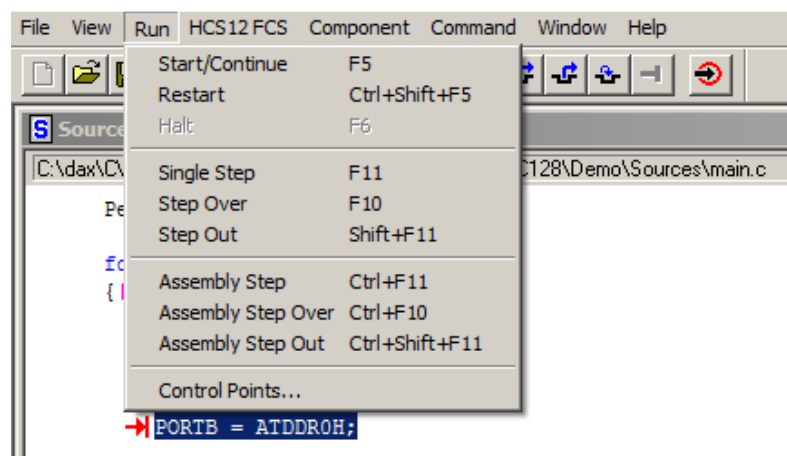 File View Run HCS12 FCS Component Command Window Help
Start/Continue F5
Restart Ctrl+Shift+F5
Halt F6
S Source
C:\dax\C\ C128\Demo\Sources\main.c
Single Step F11
Pe
Step Over F10
Step Out Shift+F11
fo
Assembly Step Ctrl+F11
{
Assembly Step Over Ctrl+F10
Assembly Step Out Ctrl+Shift+F11
Control Points...
PORTB = ATDDR0H;